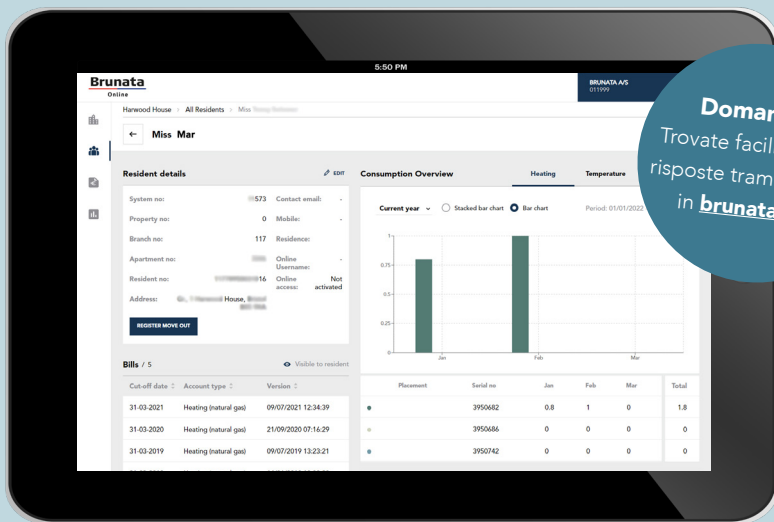 5:50 PM
Brunata
Online
BRUNATA A/S
011999
Harwood House > All Residents > Miss
← Miss Mar
Resident details
EDIT
System no: 573 Contact email: -
Property no: 0 Mobile: -
Branch no: 117 Residence:
Apartment no: Online Username: -
Resident no: 16 Online access: Not activated
Address: House,
REGISTER MOVE OUT
Bills / 5
Visible to resident
Cut-off date Account type Version
31-03-2021 Heating (natural gas) 09/07/2021 12:34:39
31-03-2020 Heating (natural gas) 21/09/2020 07:16:29
31-03-2019 Heating (natural gas) 09/07/2019 13:23:21
Consumption Overview Heating Temperature
Current year Stacked bar chart Bar chart Period: 01/01/2022
1
0.75
0.5
0.25
0
Jan Feb Mar
Placement Serial no Jan Feb Mar Total
3950682 0.8 1 0 1.8
3950686 0 0 0 0
3950742 0 0 0 0
Doman
Trovate facil
risposte tram
in brunata